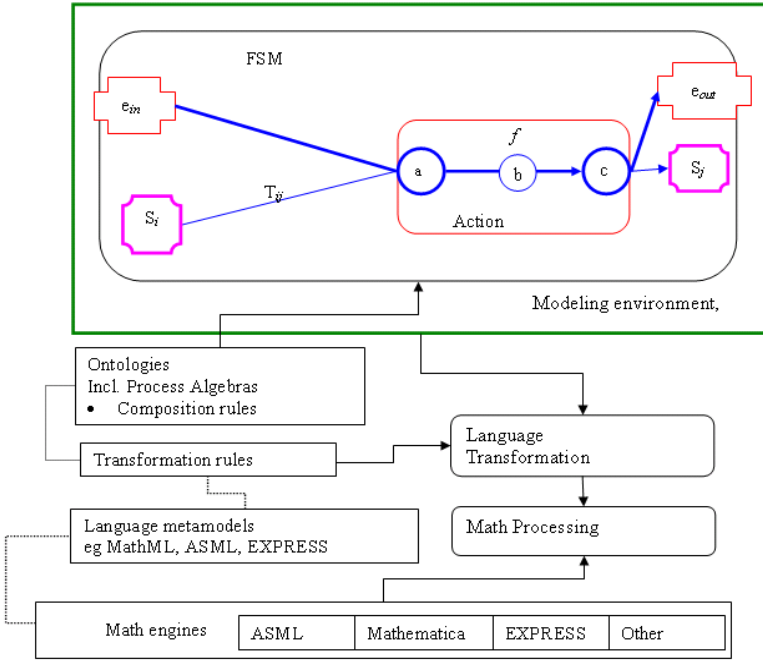 FSM
e_in
e_out
f
a
b
c
S_j
T_ij
S_i
Action
Modeling environment,
Ontologies
Incl. Process Algebras
• Composition rules
Language
Transformation
Transformation rules
Language metamodels
eg MathML, ASML, EXPRESS
Math Processing
Math engines
ASML
Mathematica
EXPRESS
Other